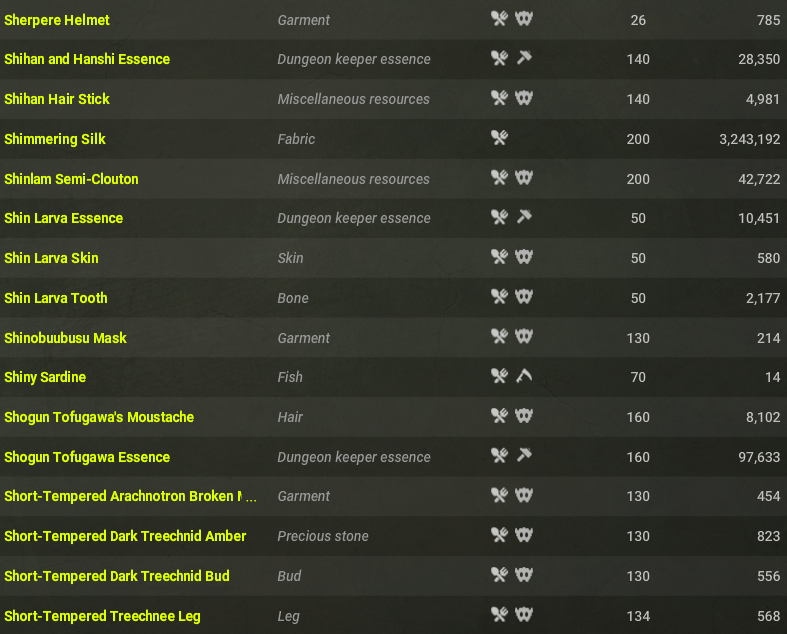 Sherpere Helmet Garment 26 785
Shihan and Hanshi Essence Dungeon keeper essence 140 28,350
Shihan Hair Stick Miscellaneous resources 140 4,981
Shimmering Silk Fabric 200 3,243,192
Shinlam Semi-Clouton Miscellaneous resources 200 42,722
Shin Larva Essence Dungeon keeper essence 50 10,451
Shin Larva Skin Skin 50 580
Shin Larva Tooth Bone 50 2,177
Shinobuubusu Mask Garment 130 214
Shiny Sardine Fish 70 14
Shogun Tofugawa's Moustache Hair 160 8,102
Shogun Tofugawa Essence Dungeon keeper essence 160 97,633
Short-Tempered Arachnotron Broken ... Garment 130 454
Short-Tempered Dark Treechnid Amber Precious stone 130 823
Short-Tempered Dark Treechnid Bud Bud 130 556
Short-Tempered Treechnee Leg Leg 134 568